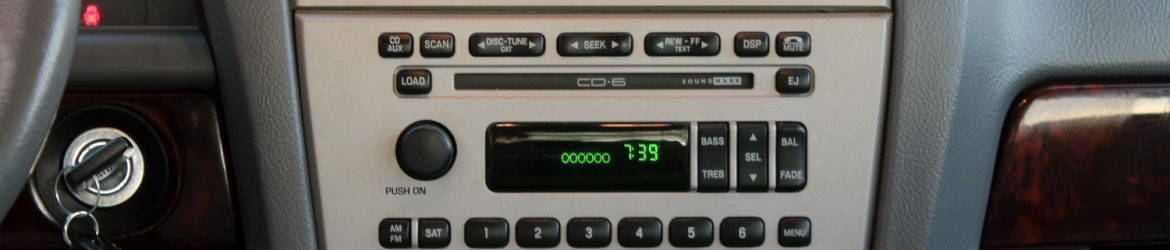 CD AUX SCAN ◄ DISC-TUNE ► ◄ SEEK ► ◄ REW - FF ► DSP MUTE
CAT TEXT
LOAD CD·6 SOUNDMARK EJ
BASS ▲ BAL
000000 7:39 SEL
TREB ▼ FADE
PUSH ON
AM FM SAT 1 2 3 4 5 6 MENU